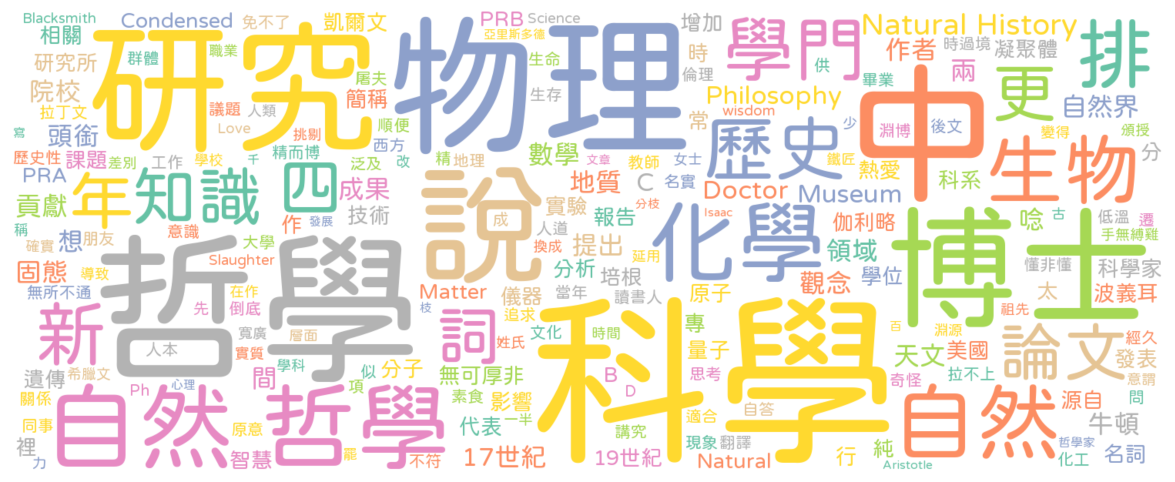 Blacksmith
Condensed
免不了
凱爾文
PRB
Science
增加
Natural History
排
相關
群體
職業
研究
物理
亞里斯多德
學門
作者
時過境
凝聚體
研究所
院校
拉丁文
議題
人類
屠夫
簡稱
生命
生存
倫理
時
供
兩
更
畢業
自然界
Philosophy
中
寫
頭銜
Love
挑剔
順便
常
wisdom
歷史
少
淵博
後文
變得
頒授
歷史性
課題
差別
工作
學校
千
精而博
西方
泛及
改
精
地理
數學
文章
教師
女士
鐵匠
熱愛
生物
分
PRA
年
知識
四
成果
說
地質
C
名實
Doctor
Museum
科系
貢獻
稱
確實
想
朋友
作
意識
技術
發展
成
實驗
人道
報告
分枝
Isaac
化學
伽利略
唸
古
低溫
遷
手無縛雞
大學
固態
導致
無所不通
哲學
Slaughter
在作
先
倒底
換成
提出
分析
培根
延用
領域
觀念
學位
博士
懂非懂
科學家
太
波義耳
祖先
Matter
儀器
追求
當年
讀書人
原子
新
人本
寬廣
實質
層面
枝
詞
姓氏
文化
時間
科學
專
量子
百
淵源
天文
美國
論文
經久
發表
遺傳
希臘文
間
學科
似
分子
無可厚非
思考
奇怪
拉不上
意謂
關係
Ph
心理
項
素食
影響
B
D
適合
自答
自然
源自
問
同事
自然哲學
原意
代表
一半
講究
牛頓
裡
力
智慧
罷
不符
17世紀
19世紀
現象
翻譯
Natural
行
純
Aristotle
哲學家
化工
名詞